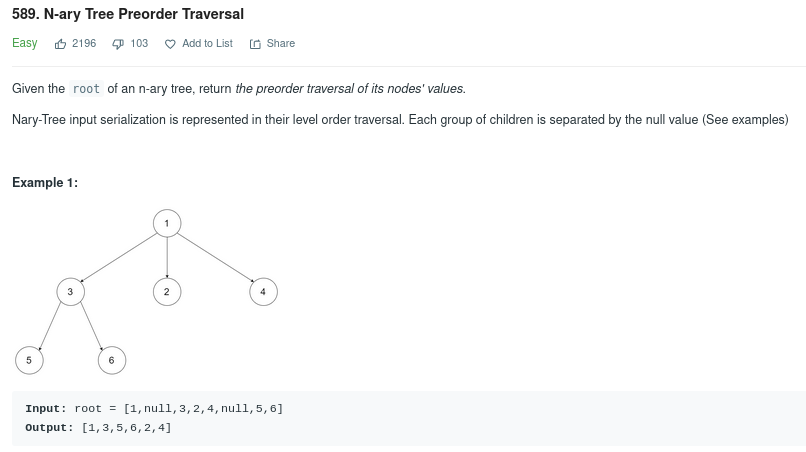 589. N-ary Tree Preorder Traversal
Easy 2196 103 Add to List Share
Given the root of an n-ary tree, return the preorder traversal of its nodes' values.
Nary-Tree input serialization is represented in their level order traversal. Each group of children is separated by the null value (See examples)
Example 1:
1
3 2 4
5 6
Input: root = [1,null,3,2,4,null,5,6]
Output: [1,3,5,6,2,4]